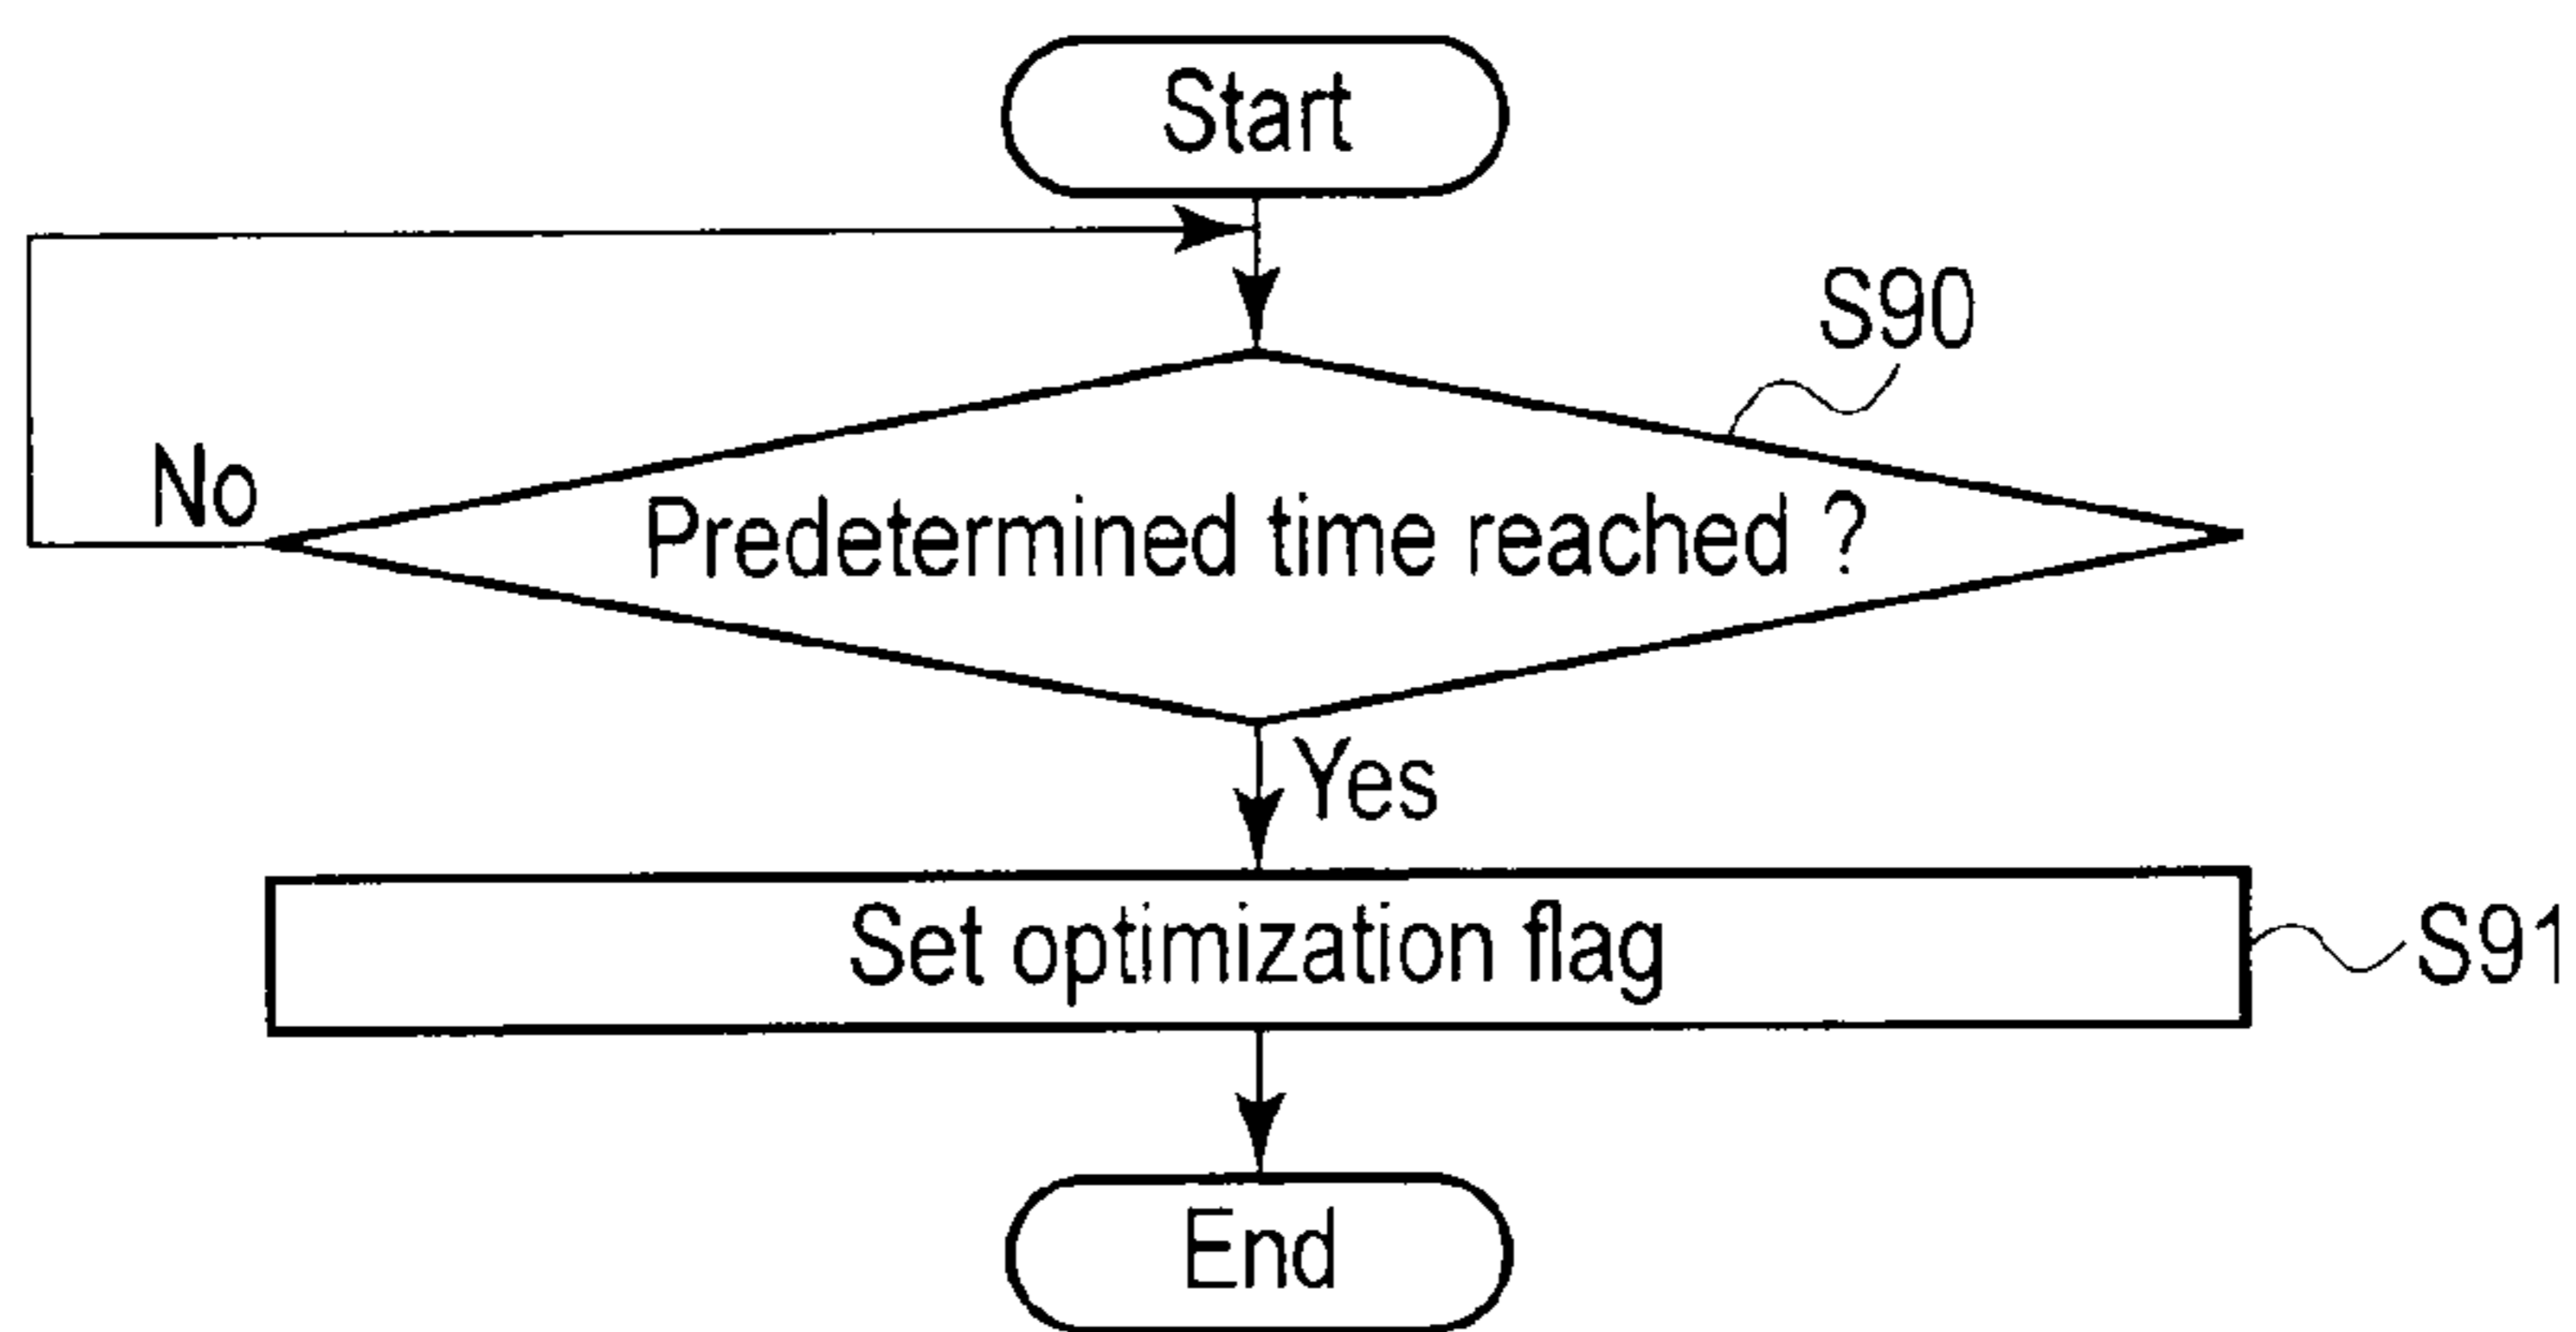 Start
S90
No
Predetermined time reached ?
Yes
Set optimization flag
S91
End